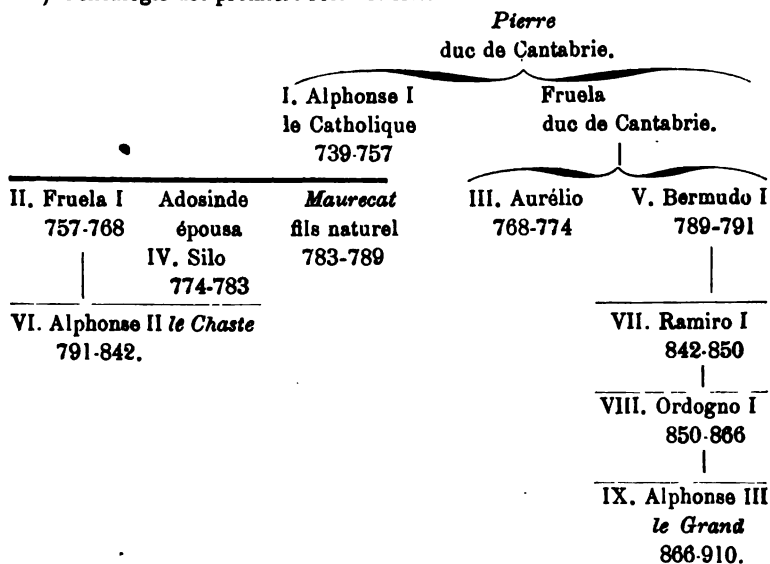 Pierre
duc de Cantabrie.
I. Alphonse I
le Catholique
739-757
Fruela
duc de Cantabrie.
II. Fruela I
757-768
Adosinde
épousa
IV. Silo
774-783
Maurecat
fils naturel
783-789
III. Aurélio
768-774
V. Bermudo I
789-791
VI. Alphonse II le Chaste
791-842.
VII. Ramiro I
842-850
VIII. Ordogno I
850-866
IX. Alphonse III
le Grand
866-910.